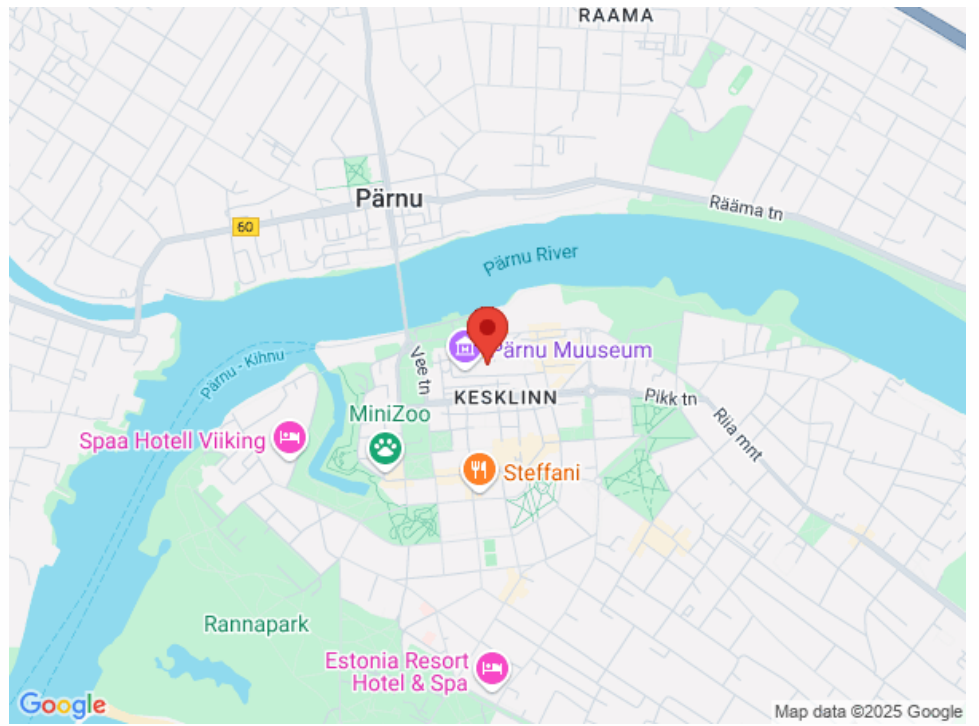 RAAMA
Pärnu
Rääma tn
60
Pärnu River
Pärnu - Kihnu
Vee tn
Pärnu Muuseum
KESKLINN
Pikk tn
Riia mnt
MiniZoo
Spaa Hotell Viiking
Steffani
Rannapark
Estonia Resort
Hotel & Spa
Google
Map data ©2025 Google